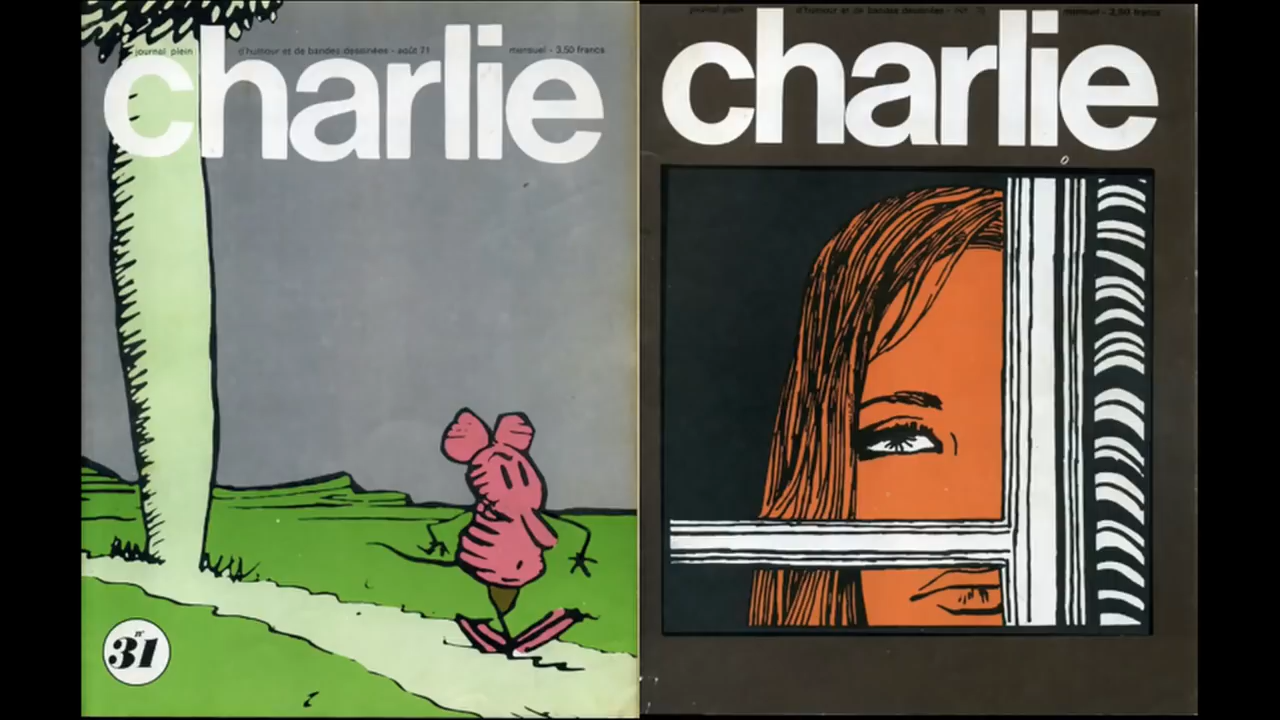 journal plein d'humour et de bandes dessinées - août 71 mensuel - 3,50 francs
charlie
n°
31
journal plein d'humour et de bandes dessinées - mensuel - francs
charlie